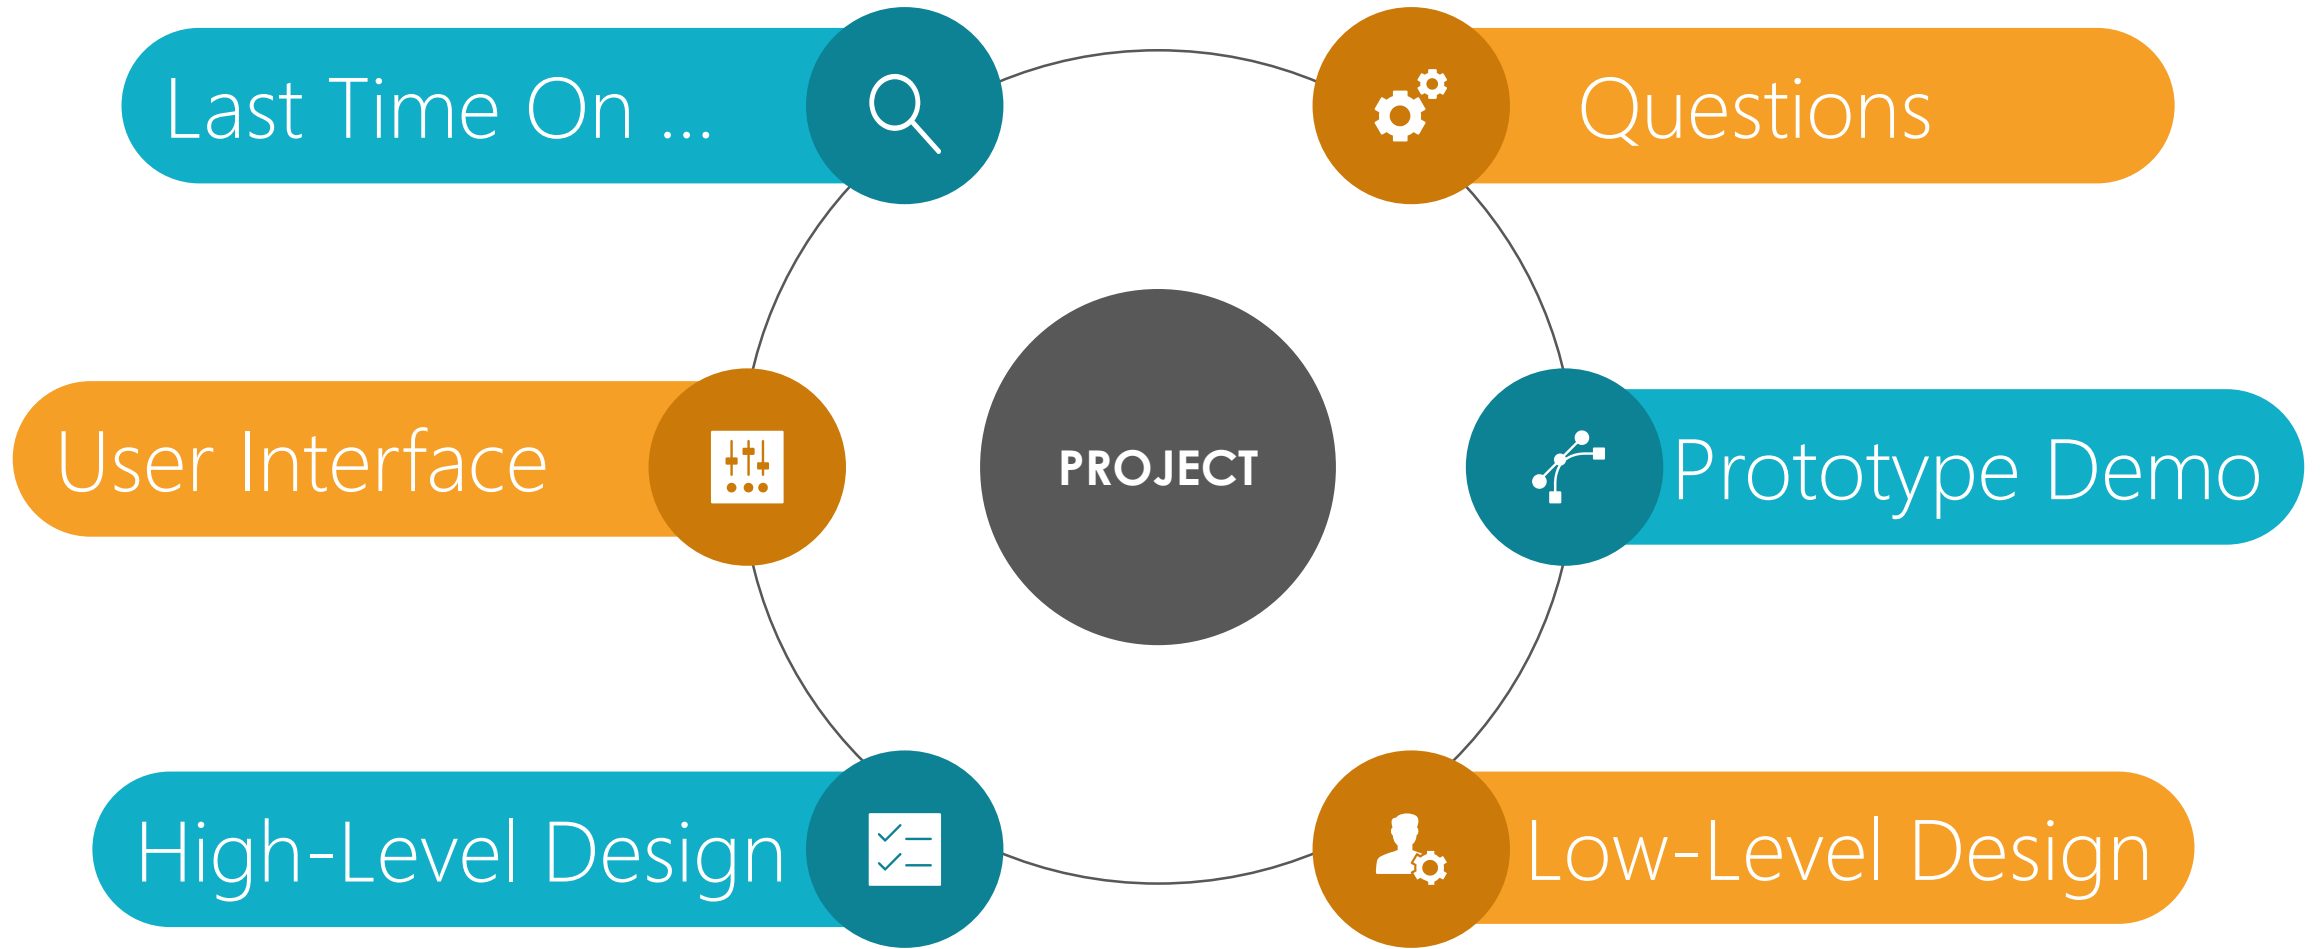 Last Time On ...
Questions
User Interface
PROJECT
Prototype Demo
High-Level Design
Low-Level Design